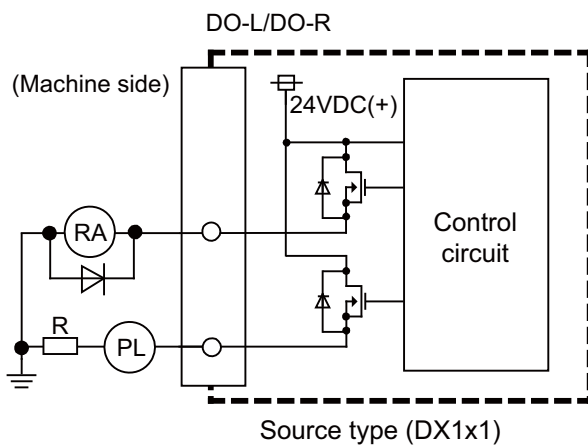 DO-L/DO-R
(Machine side)
24VDC(+)
RA
Control
circuit
R
PL
Source type (DX1x1)